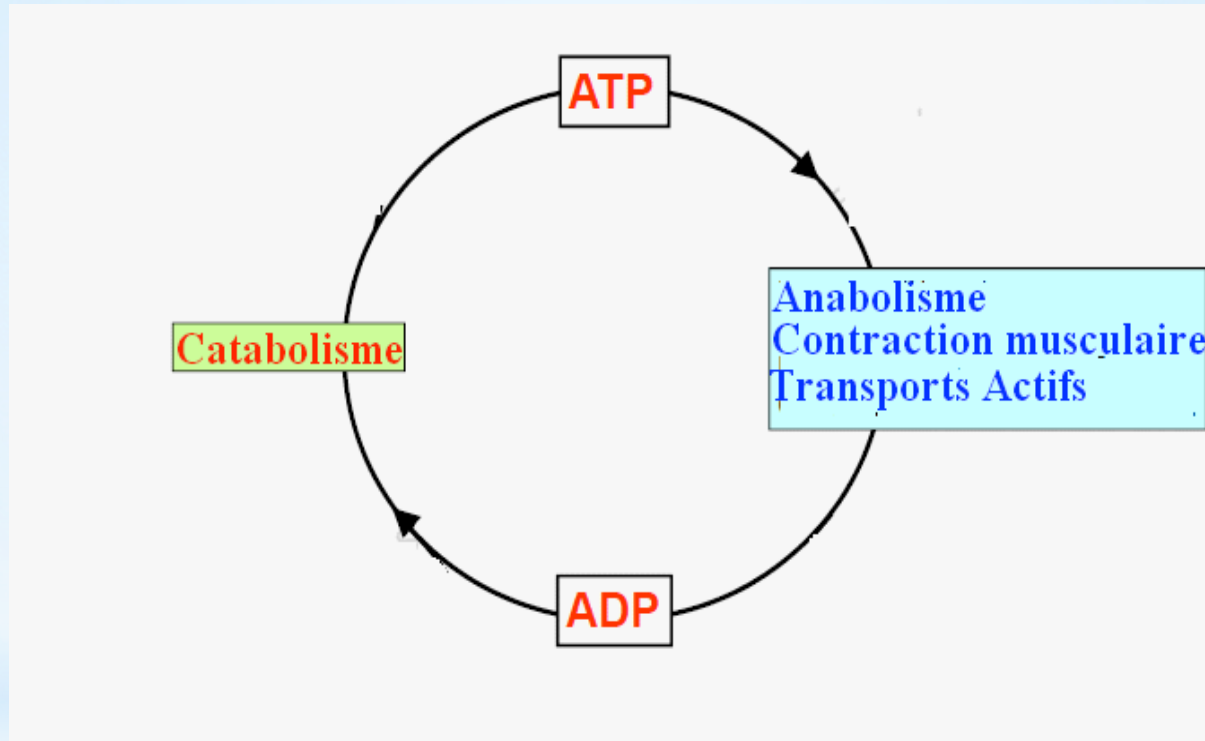 ATP
Anabolisme
Contraction musculaire
Transports Actifs
Catabolisme
ADP